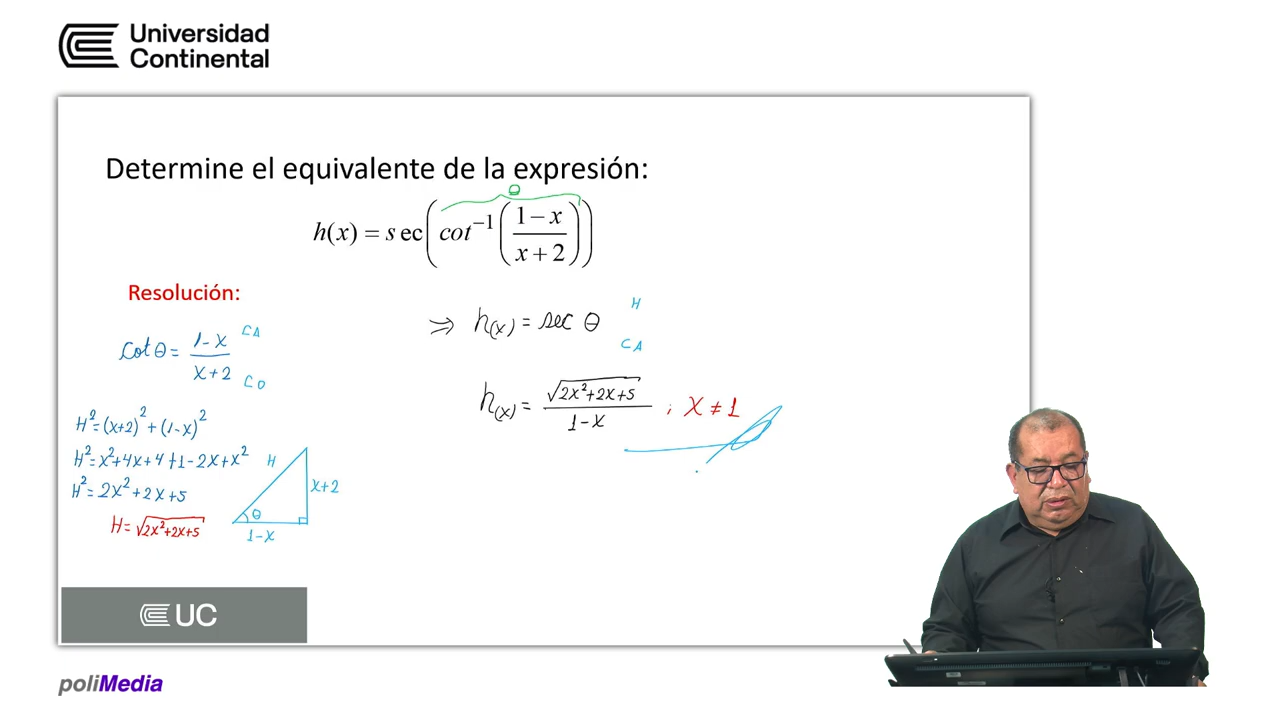 Universidad
Continental
Determine el equivalente de la expresión:
θ
h(x) = sec(cot⁻¹((1−x)/(x+2)))
Resolución:
cot θ = (1-x)/(x+2) CA CO
⇒ h(x) = sec θ H CA
h(x) = √(2x²+2x+5)/(1-x) ; x ≠ 1
H² = (x+2)² + (1-x)²
H² = x²+4x+4+1-2x+x²
H² = 2x²+2x+5
H = √(2x²+2x+5)
H
x+2
θ
1-x
UC
poliMedia